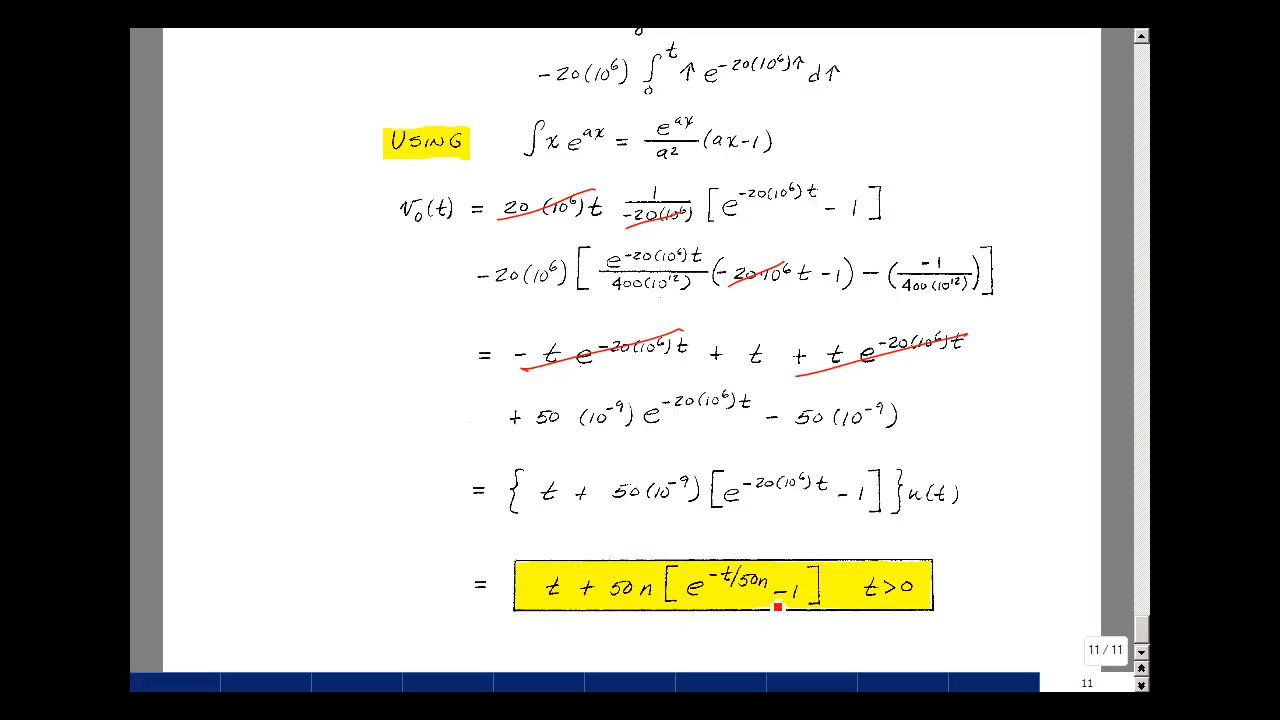 -20(10⁶) ∫₀ᵗ ↑ e^(-20(10⁶)↑) d↑
USING ∫ x e^(ax) = e^(ax)/a² (ax-1)
v₀(t) = 20 (10⁶) t 1/(-20(10⁶)) [e^(-20(10⁶)t) - 1]
-20(10⁶) [ e^(-20(10⁶)t)/400(10¹²) (-20·10⁶ t - 1) - (-1/400(10¹²)) ]
= - t e^(-20(10⁶)t) + t + t e^(-20(10⁶)t)
+ 50 (10⁻⁹) e^(-20(10⁶)t) - 50 (10⁻⁹)
= { t + 50(10⁻⁹) [e^(-20(10⁶)t) - 1] } u(t)
= t + 50n [ e^(-t/50n) - 1 ] t>0
11 / 11
11